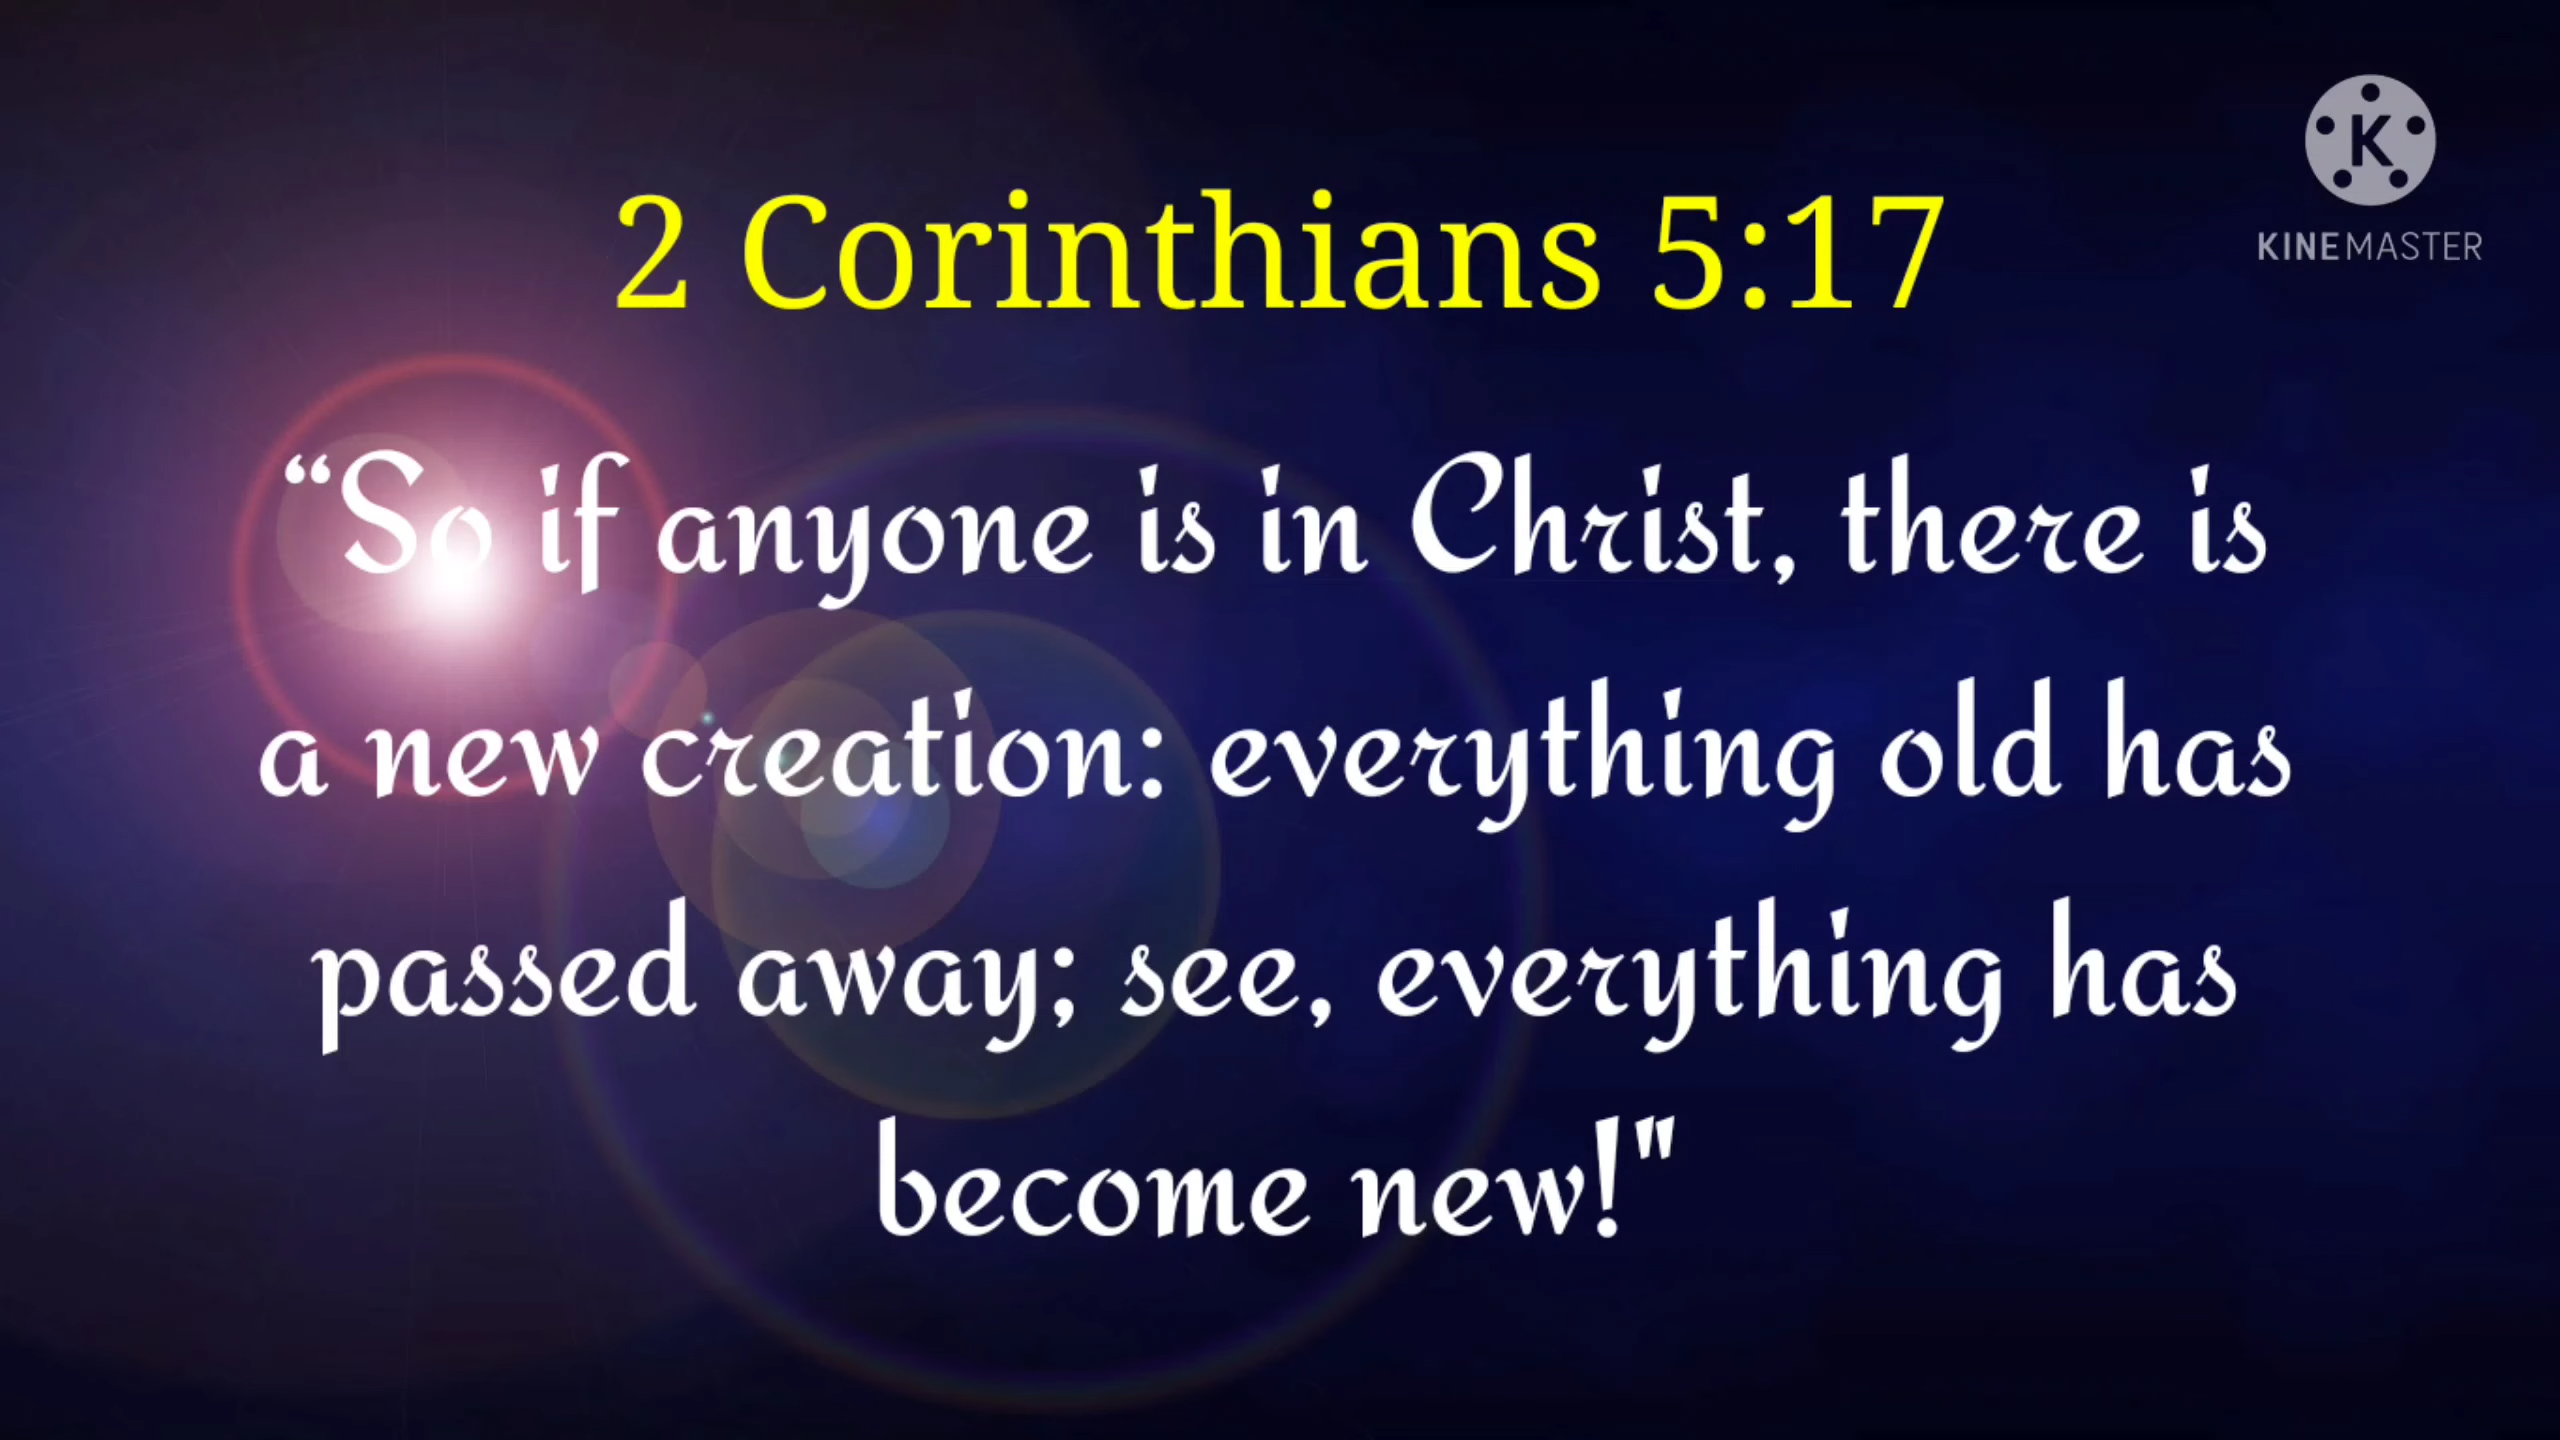 K
KINEMASTER
2 Corinthians 5:17
“So if anyone is in Christ, there is
a new creation: everything old has
passed away; see, everything has
become new!"